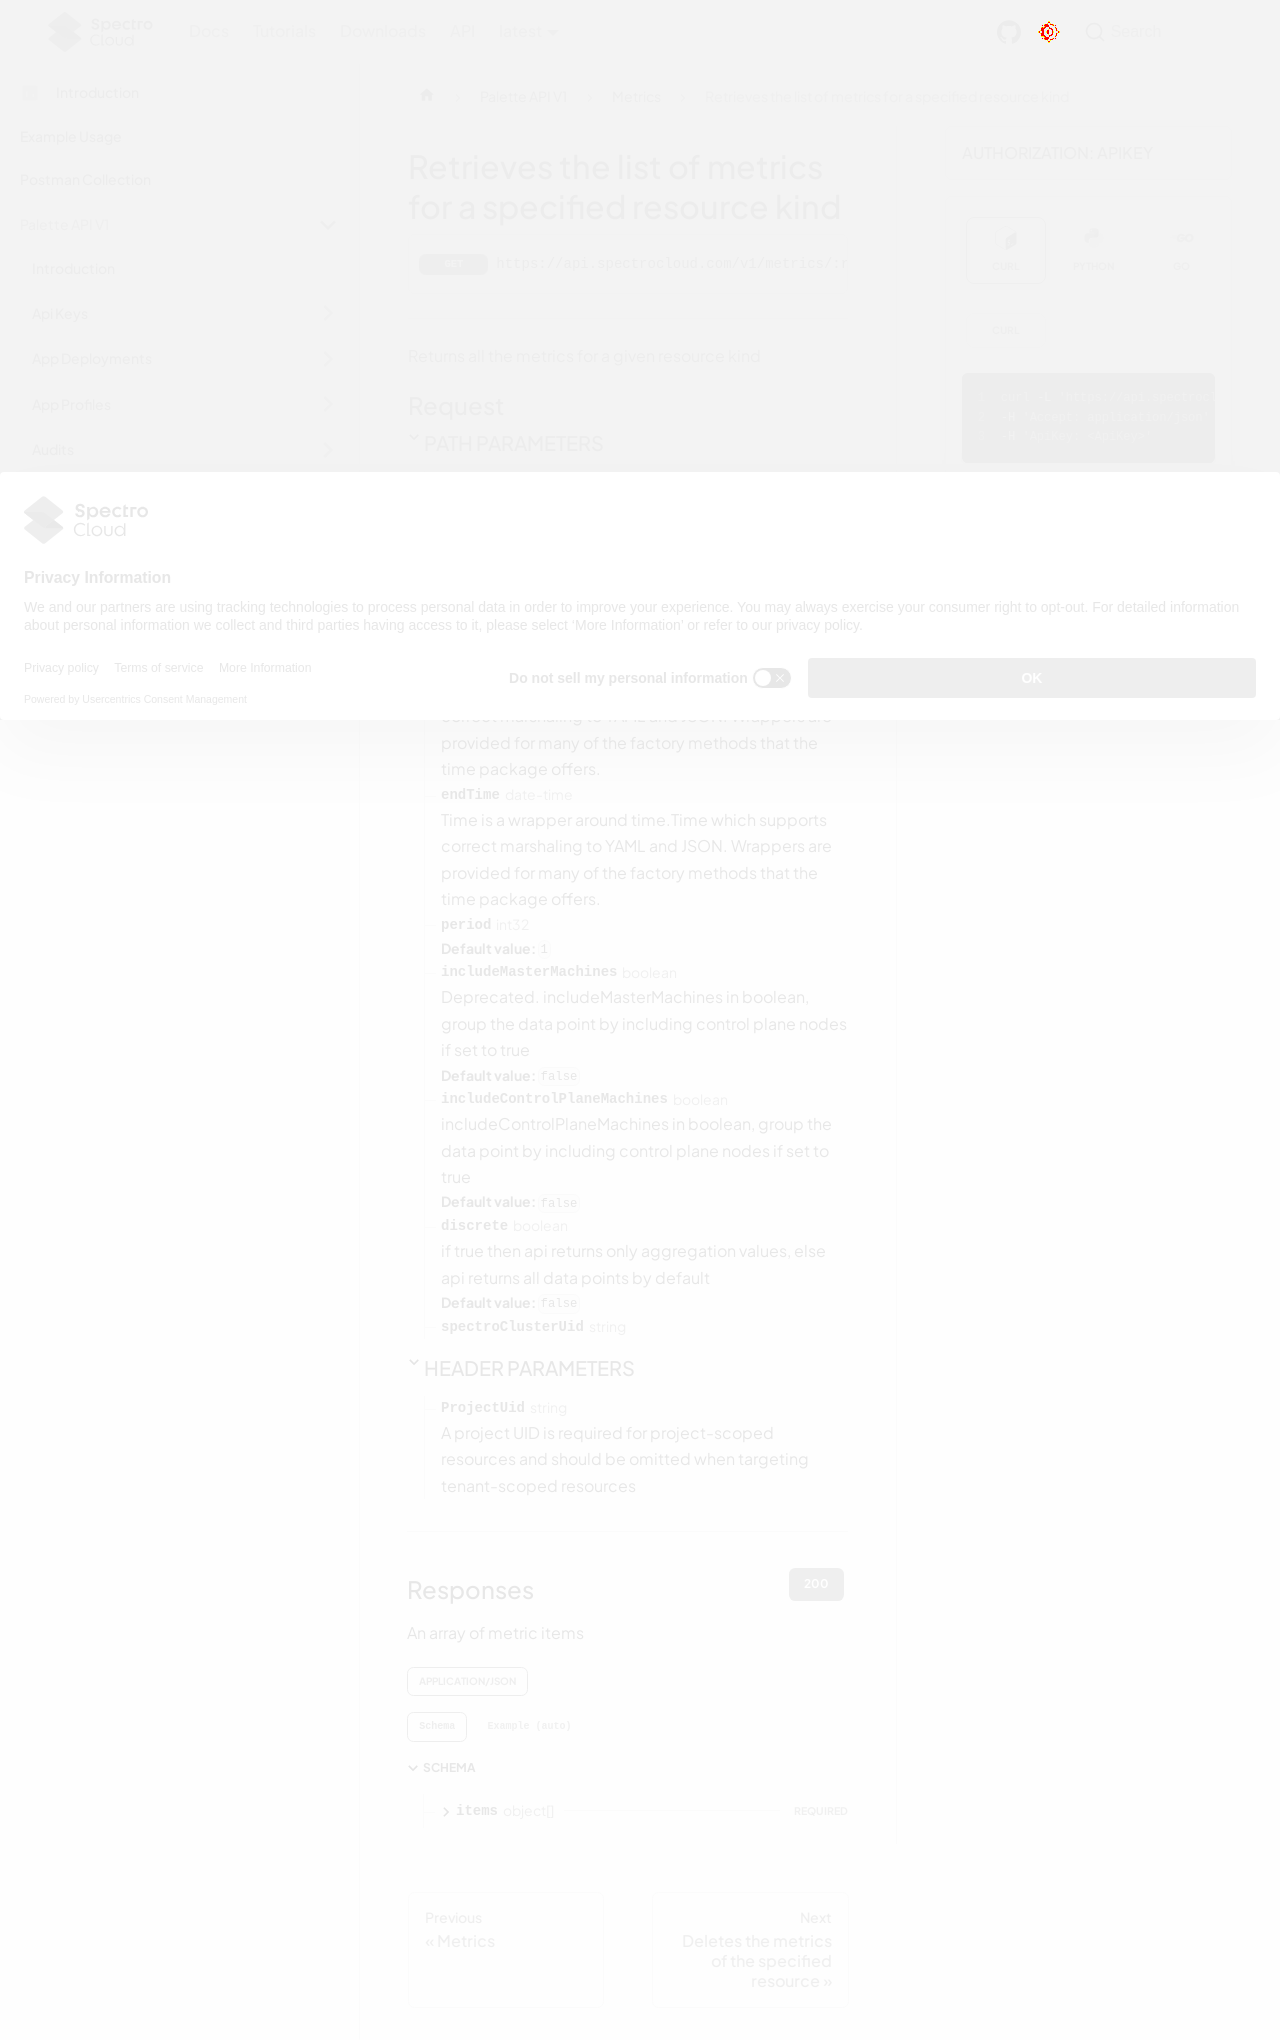 Spectro
Cloud
Docs Tutorials Downloads API latest
Search
Introduction
Example Usage
Postman Collection
Palette API V1
Introduction
Api Keys
App Deployments
App Profiles
Audits
Palette API V1
Metrics
Retrieves the list of metrics for a specified resource kind
Retrieves the list of metrics
for a specified resource kind
GET
https://api.spectrocloud.com/v1/metrics/:r
Returns all the metrics for a given resource kind
Request
PATH PARAMETERS
AUTHORIZATION: APIKEY
CURL
PYTHON
GO
CURL
Spectro
Cloud
Privacy Information
We and our partners are using tracking technologies to process personal data in order to improve your experience. You may always exercise your consumer right to opt-out. For detailed information
about personal information we collect and third parties having access to it, please select 'More Information' or refer to our privacy policy.
Privacy policy Terms of service More Information
Powered by Usercentrics Consent Management
Do not sell my personal information
OK
correct marshaling to YAML and JSON. Wrappers are
provided for many of the factory methods that the
time package offers.
endTime date-time
Time is a wrapper around time.Time which supports
correct marshaling to YAML and JSON. Wrappers are
provided for many of the factory methods that the
time package offers.
period int32
Default value: 1
includeMasterMachines boolean
Deprecated. includeMasterMachines in boolean,
group the data point by including control plane nodes
if set to true
Default value: false
includeControlPlaneMachines boolean
includeControlPlaneMachines in boolean, group the
data point by including control plane nodes if set to
true
Default value: false
discrete boolean
if true then api returns only aggregation values, else
api returns all data points by default
Default value: false
spectroClusterUid string
HEADER PARAMETERS
ProjectUid string
A project UID is required for project-scoped
resources and should be omitted when targeting
tenant-scoped resources
Responses
200
An array of metric items
APPLICATION/JSON
Schema Example (auto)
SCHEMA
items object[] REQUIRED
Previous
« Metrics
Next
Deletes the metrics
of the specified
resource »